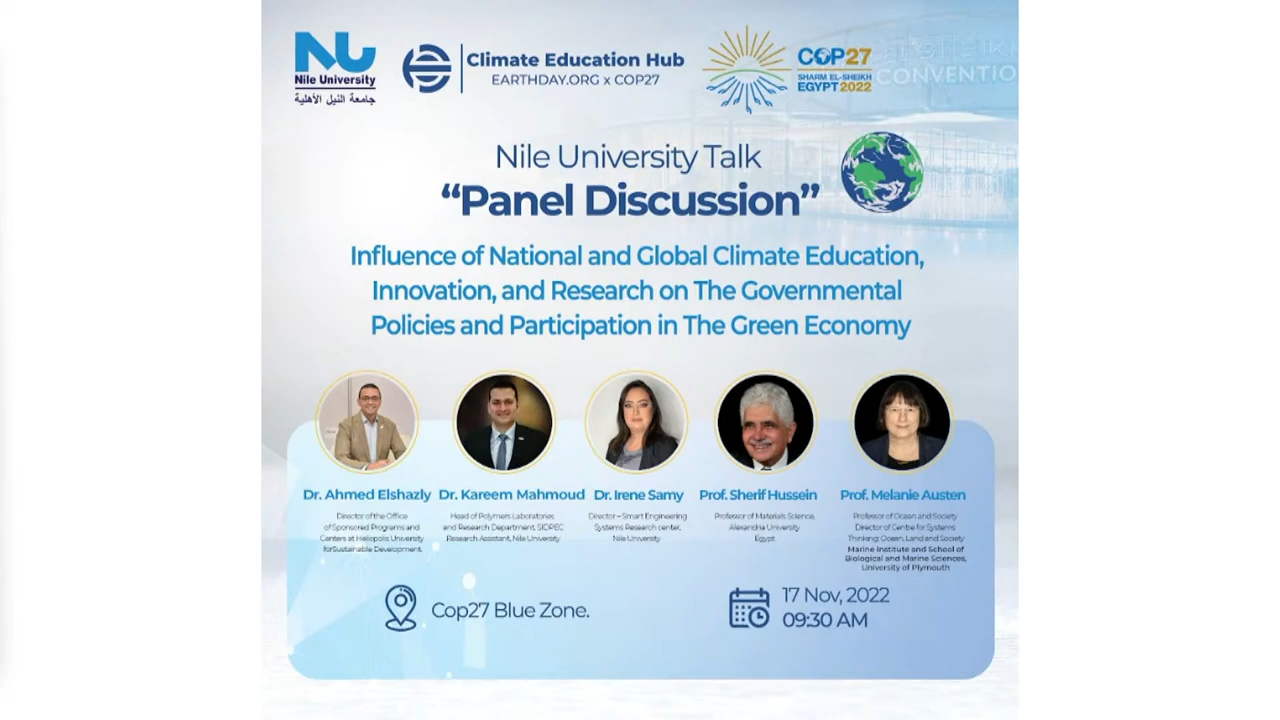 NU
Nile University
جامعة النيل الأهلية
Climate Education Hub
EARTHDAY.ORG x COP27
COP27
SHARM EL-SHEIKH
EGYPT 2022
CONVENTIO
Nile University Talk
“Panel Discussion”
Influence of National and Global Climate Education,
Innovation, and Research on The Governmental
Policies and Participation in The Green Economy
Dr. Ahmed Elshazly
Director of the Office
of Sponsored Programs and
Centers at Heliopolis University
forSustainable Development.
Dr. Kareem Mahmoud
Head of Polymers Laboratories
and Research Department, SIDPEC
Research Assistant, Nile University
Dr. Irene Samy
Director – Smart Engineering
Systems Research center,
Nile University
Prof. Sherif Hussein
Professor of Materials Science,
Alexandria University
Egypt
Prof. Melanie Austen
Professor of Ocean and Society
Director of Centre for Systems
Thinking: Ocean, Land and Society
Marine Institute and School of
Biological and Marine Sciences,
University of Plymouth
Cop27 Blue Zone.
17 Nov, 2022
09:30 AM